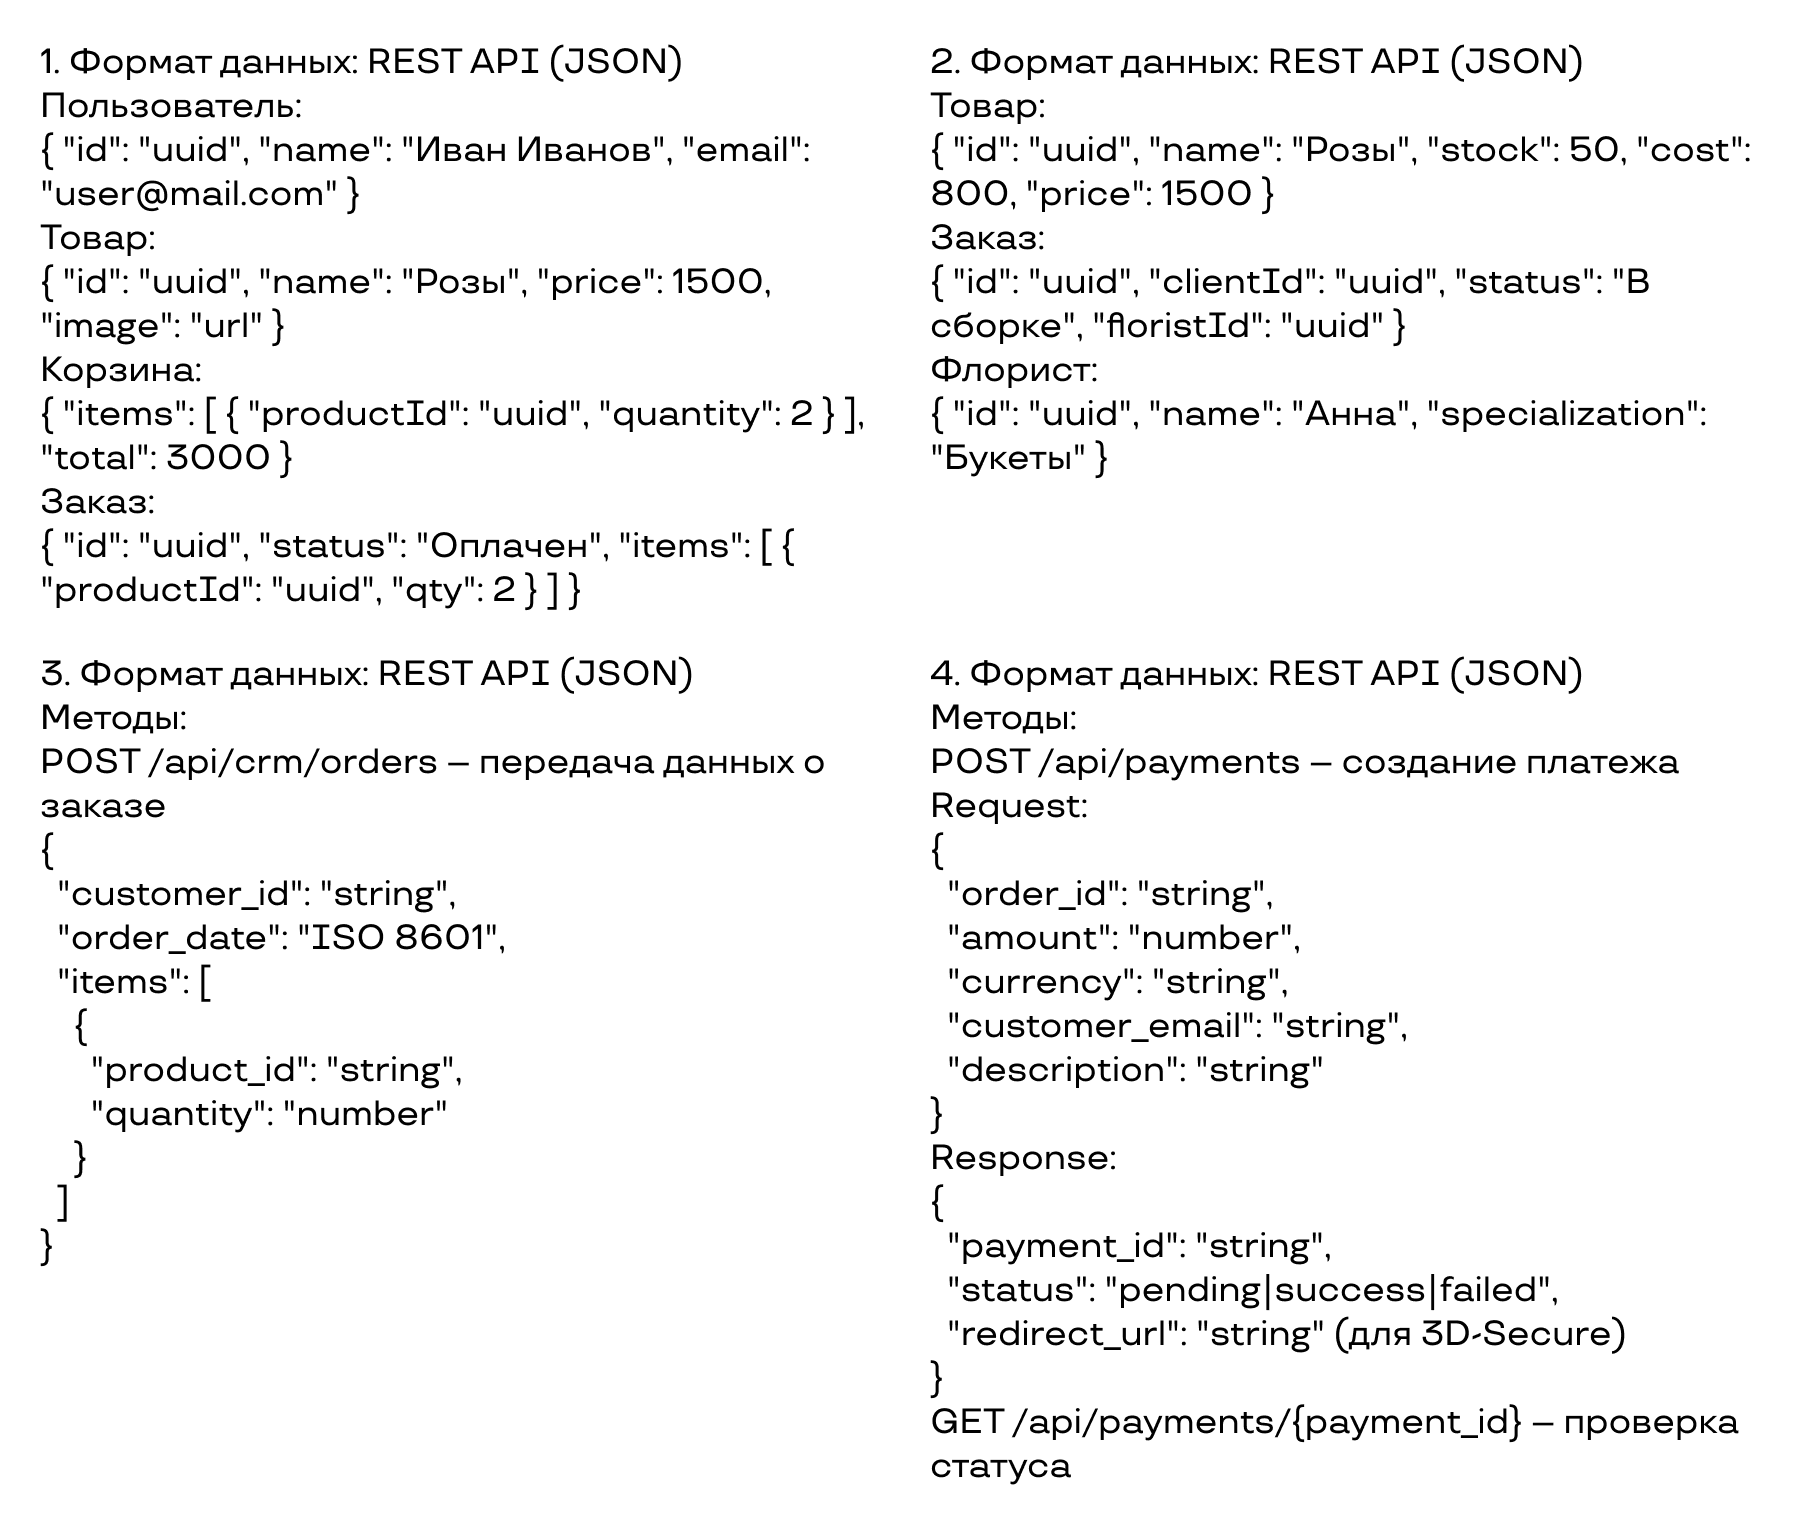 1. Формат данных: REST API (JSON)
Пользователь:
{ "id": "uuid", "name": "Иван Иванов", "email":
"user@mail.com" }
Товар:
{ "id": "uuid", "name": "Розы", "price": 1500,
"image": "url" }
Корзина:
{ "items": [ { "productId": "uuid", "quantity": 2 } ],
"total": 3000 }
Заказ:
{ "id": "uuid", "status": "Оплачен", "items": [ {
"productId": "uuid", "qty": 2 } ] }
2. Формат данных: REST API (JSON)
Товар:
{ "id": "uuid", "name": "Розы", "stock": 50, "cost":
800, "price": 1500 }
Заказ:
{ "id": "uuid", "clientId": "uuid", "status": "В
сборке", "floristId": "uuid" }
Флорист:
{ "id": "uuid", "name": "Анна", "specialization":
"Букеты" }
3. Формат данных: REST API (JSON)
Методы:
POST /api/crm/orders — передача данных о
заказе
{
  "customer_id": "string",
  "order_date": "ISO 8601",
  "items": [
    {
      "product_id": "string",
      "quantity": "number"
    }
  ]
}
4. Формат данных: REST API (JSON)
Методы:
POST /api/payments — создание платежа
Request:
{
  "order_id": "string",
  "amount": "number",
  "currency": "string",
  "customer_email": "string",
  "description": "string"
}
Response:
{
  "payment_id": "string",
  "status": "pending|success|failed",
  "redirect_url": "string" (для 3D-Secure)
}
GET /api/payments/{payment_id} — проверка
статуса